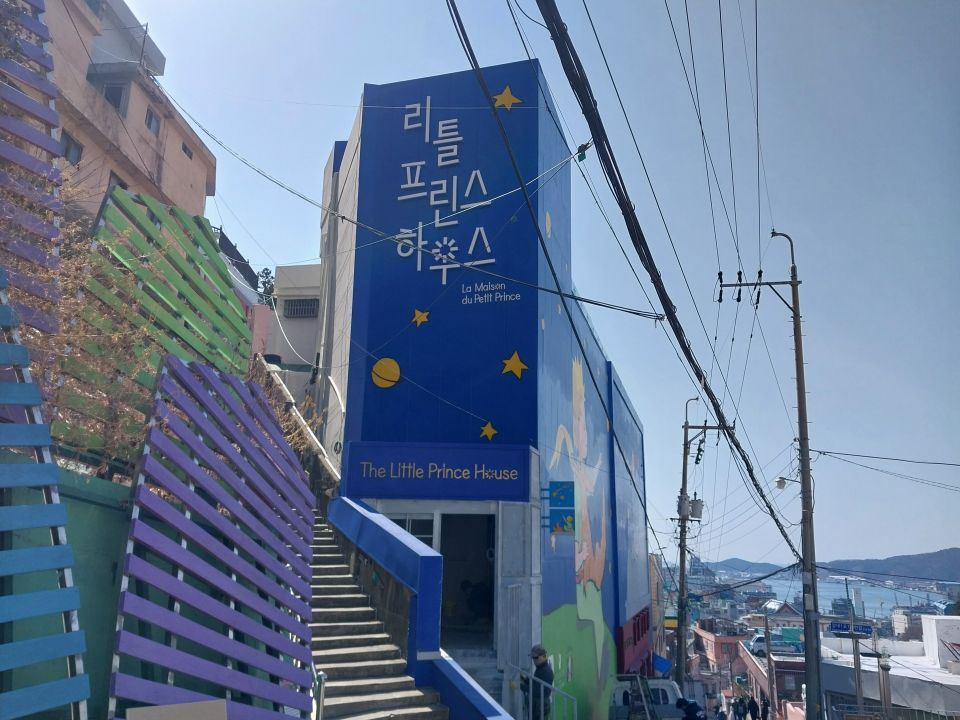 리틀
프린스
하우스
La Maison
du Petit Prince
The Little Prince House